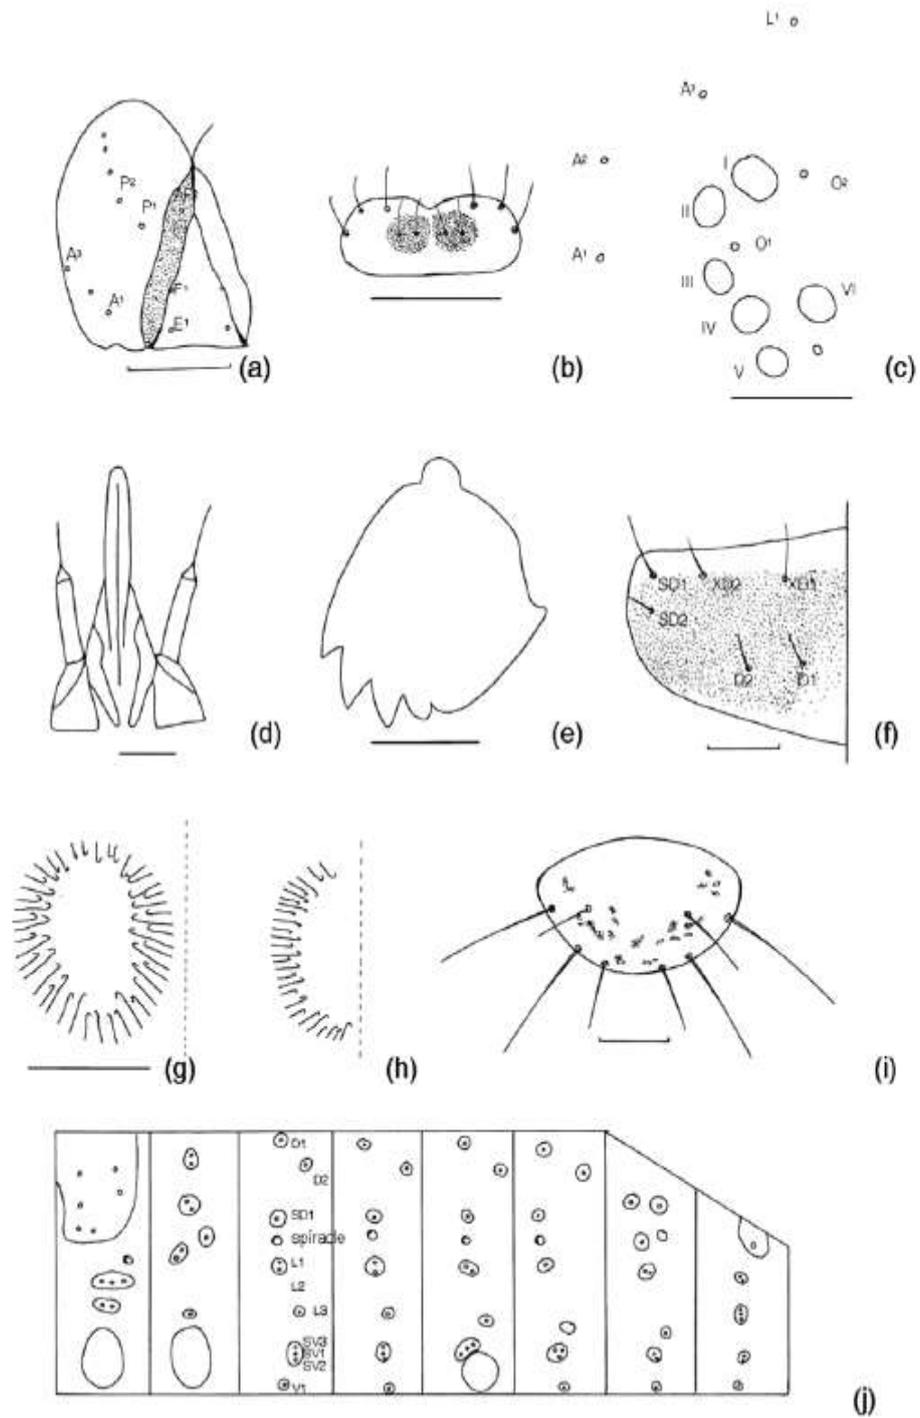 L1
A3
P2
P1
A3
A1
F1
E1
(a)
(b)
A2
A1
I
O2
II
O1
III
VI
IV
V
(c)
(d)
(e)
SD1 XD2 XD1
SD2
D2 D1
(f)
(g)
(h)
(i)
D1
D2
SD1
spiracle
L1
L2
L3
SV3
SV1
SV2
V1
(j)